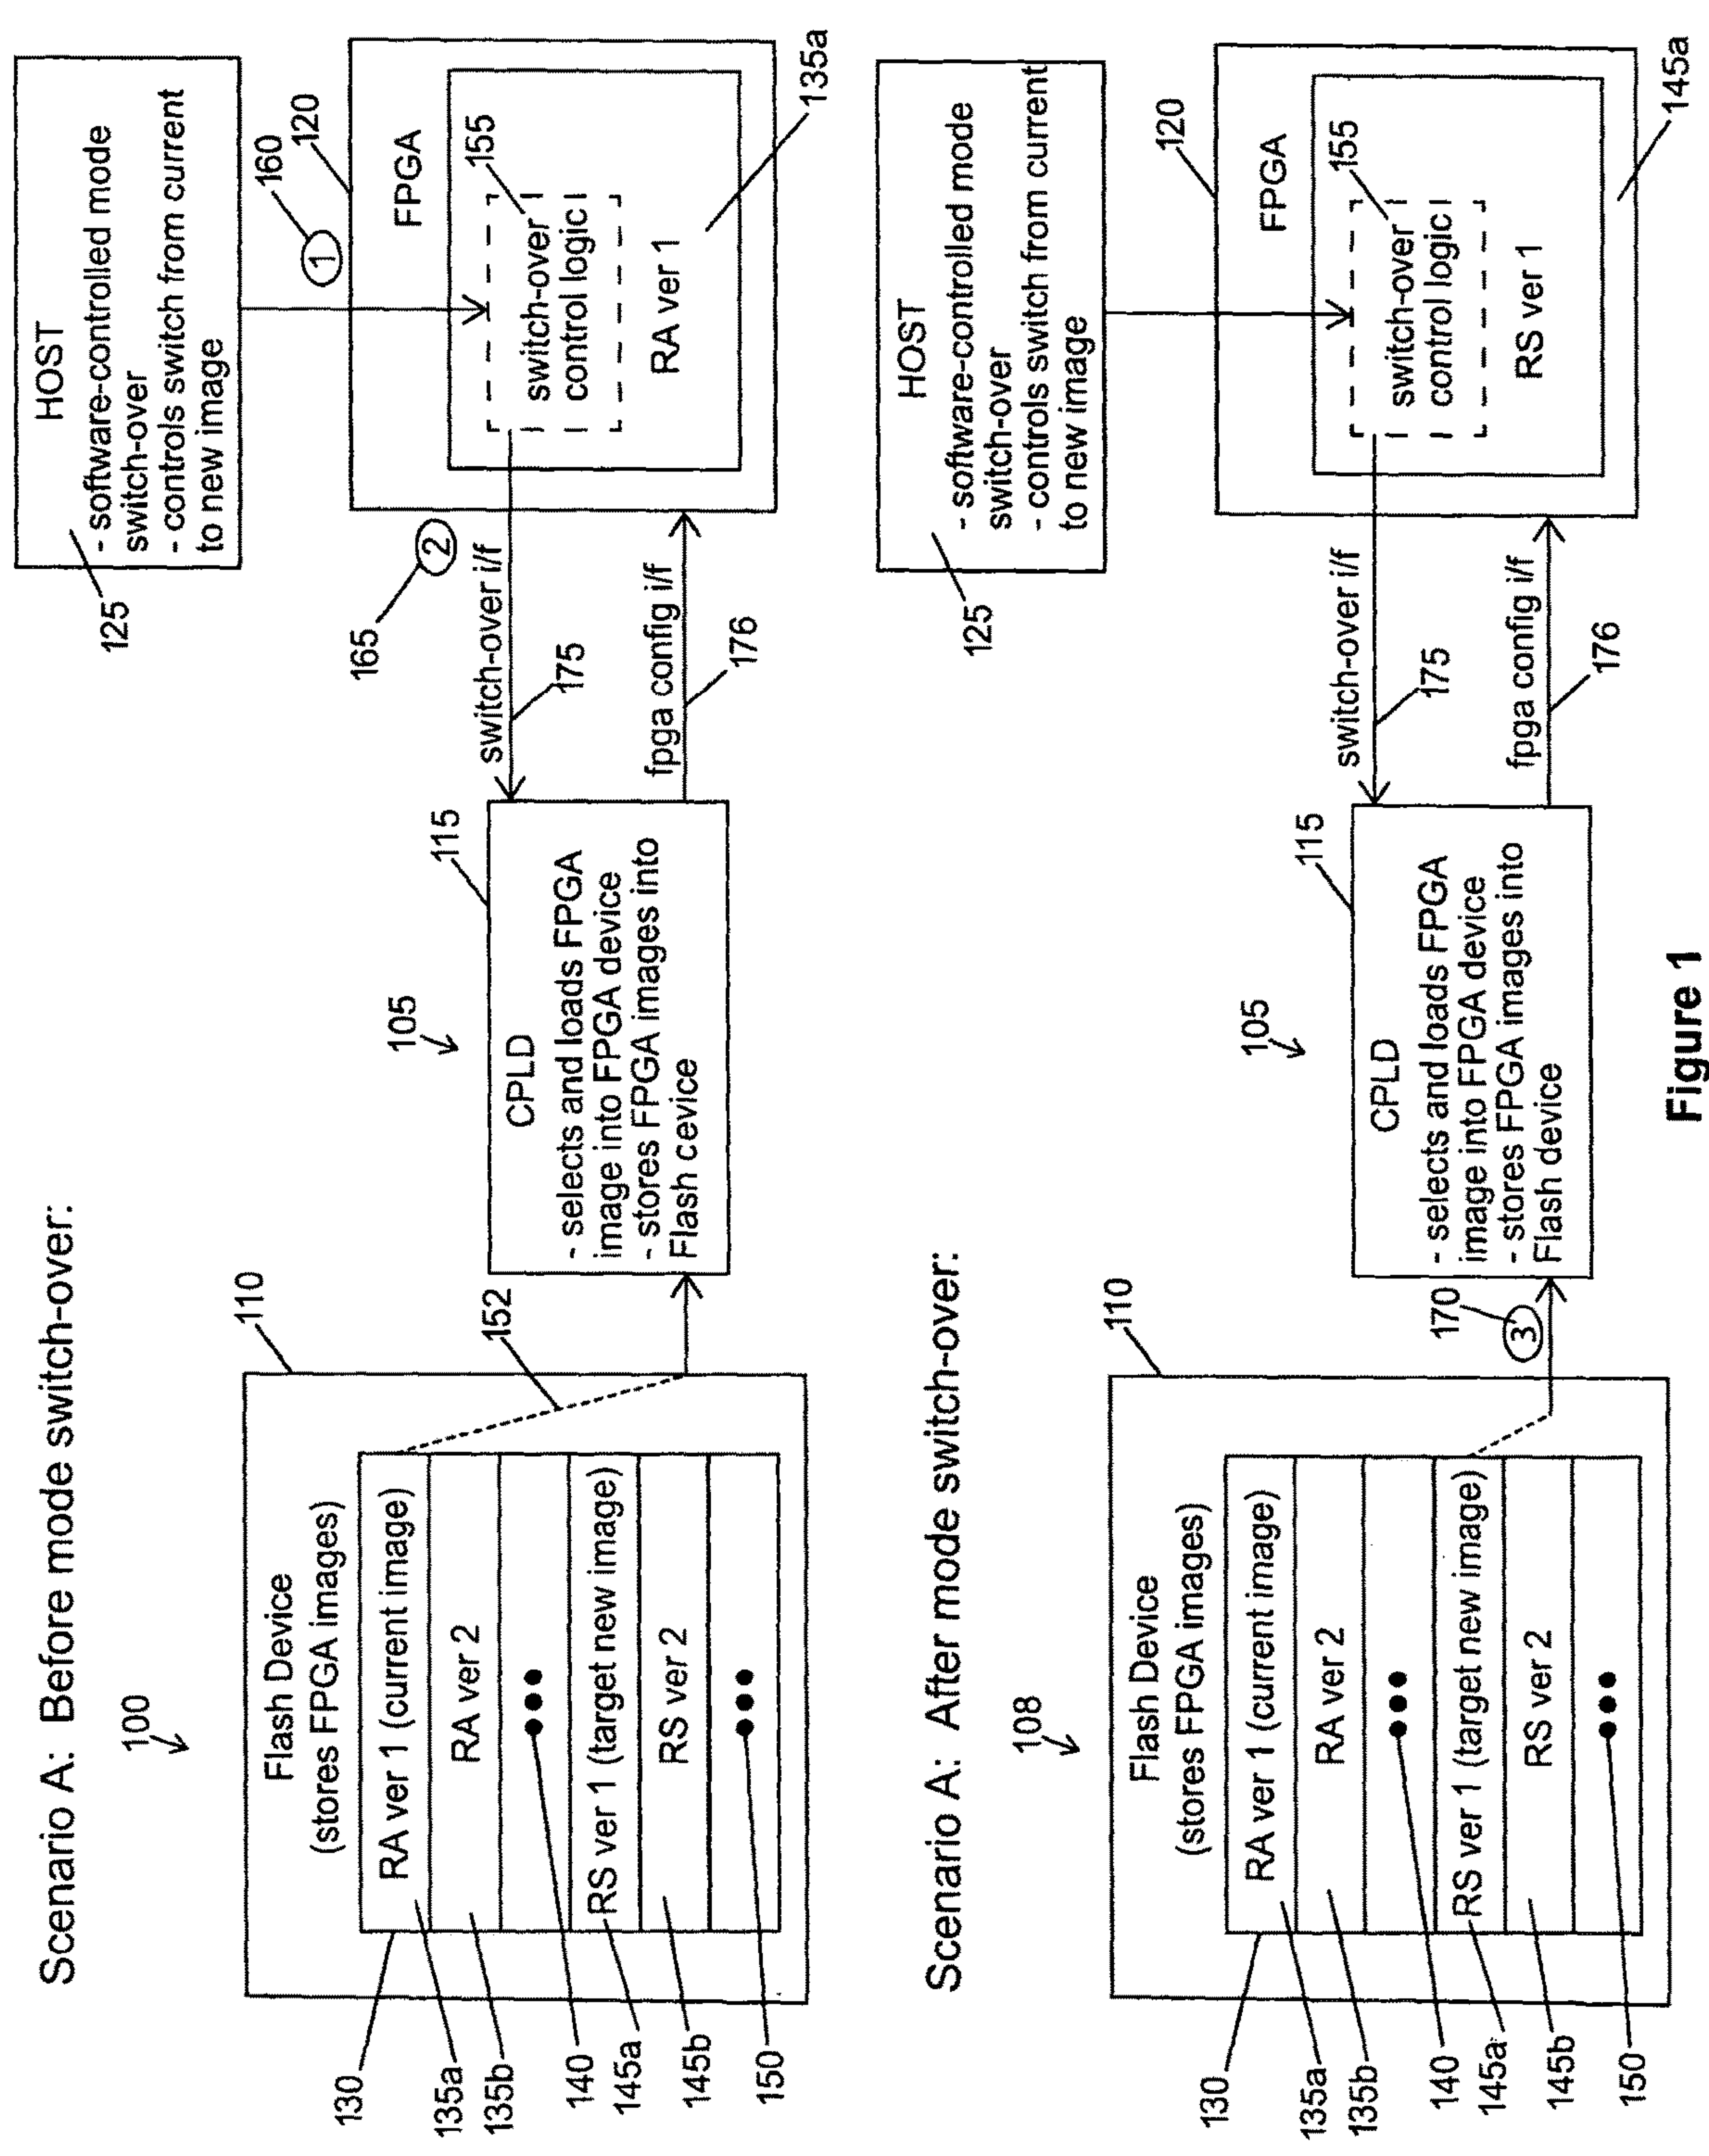 Scenario A:  Before mode switch-over:
100
110
Flash Device
(stores FPGA images)
RA ver 1 (current image)
RA ver 2
RS ver 1 (target new image)
RS ver 2
130
135a
135b
140
145a
145b
150
152
105
115
CPLD
- selects and loads FPGA
image into FPGA device
- stores FPGA images into
Flash cevice
switch-over i/f
175
fpga config i/f
176
165
2
125
HOST
- software-controlled mode
switch-over
- controls switch from current
to new image
160
1
120
FPGA
155
switch-over
control logic
RA ver 1
135a
Scenario A:  After mode switch-over:
108
110
Flash Device
(stores FPGA images)
RA ver 1 (current image)
RA ver 2
RS ver 1 (target new image)
RS ver 2
130
135a
135b
140
145a
145b
150
170
3
105
115
CPLD
- selects and loads FPGA
image into FPGA device
- stores FPGA images into
Flash device
switch-over i/f
175
fpga config i/f
176
125
HOST
- software-controlled mode
switch-over
- controls switch from current
to new image
120
FPGA
155
switch-over
control logic
RS ver 1
145a
Figure 1